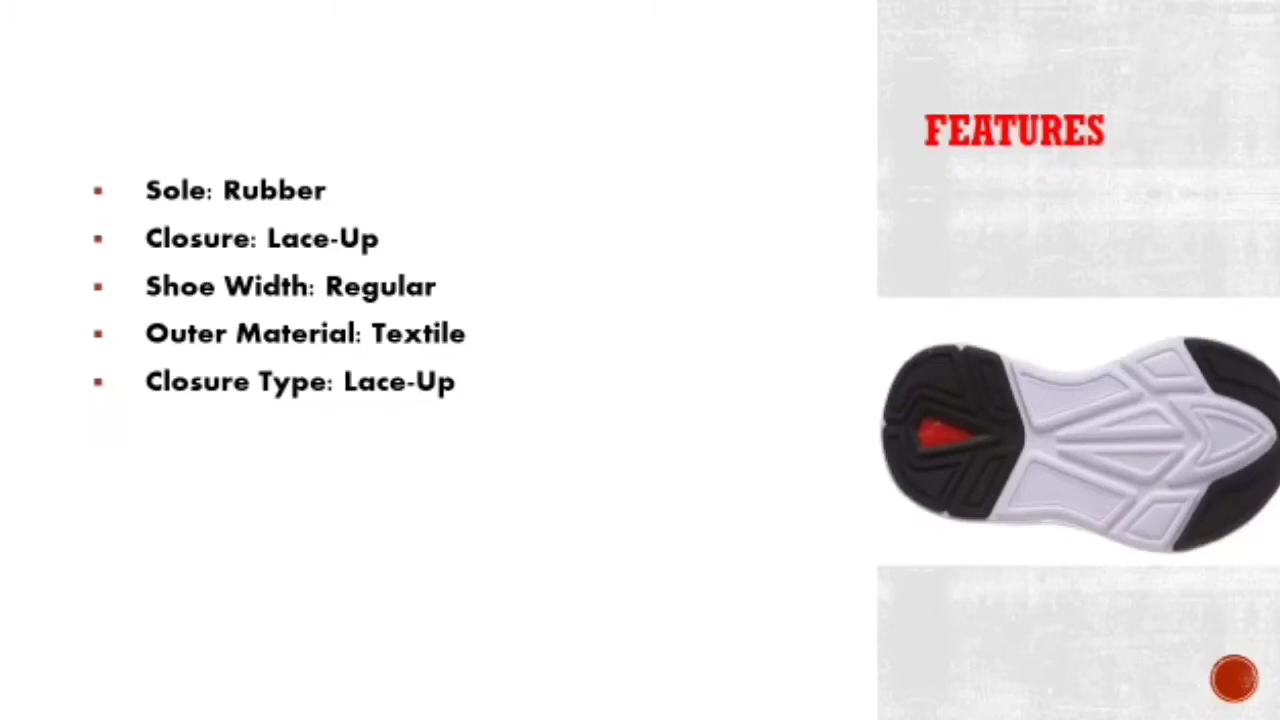 FEATURES
Sole: Rubber
Closure: Lace-Up
Shoe Width: Regular
Outer Material: Textile
Closure Type: Lace-Up